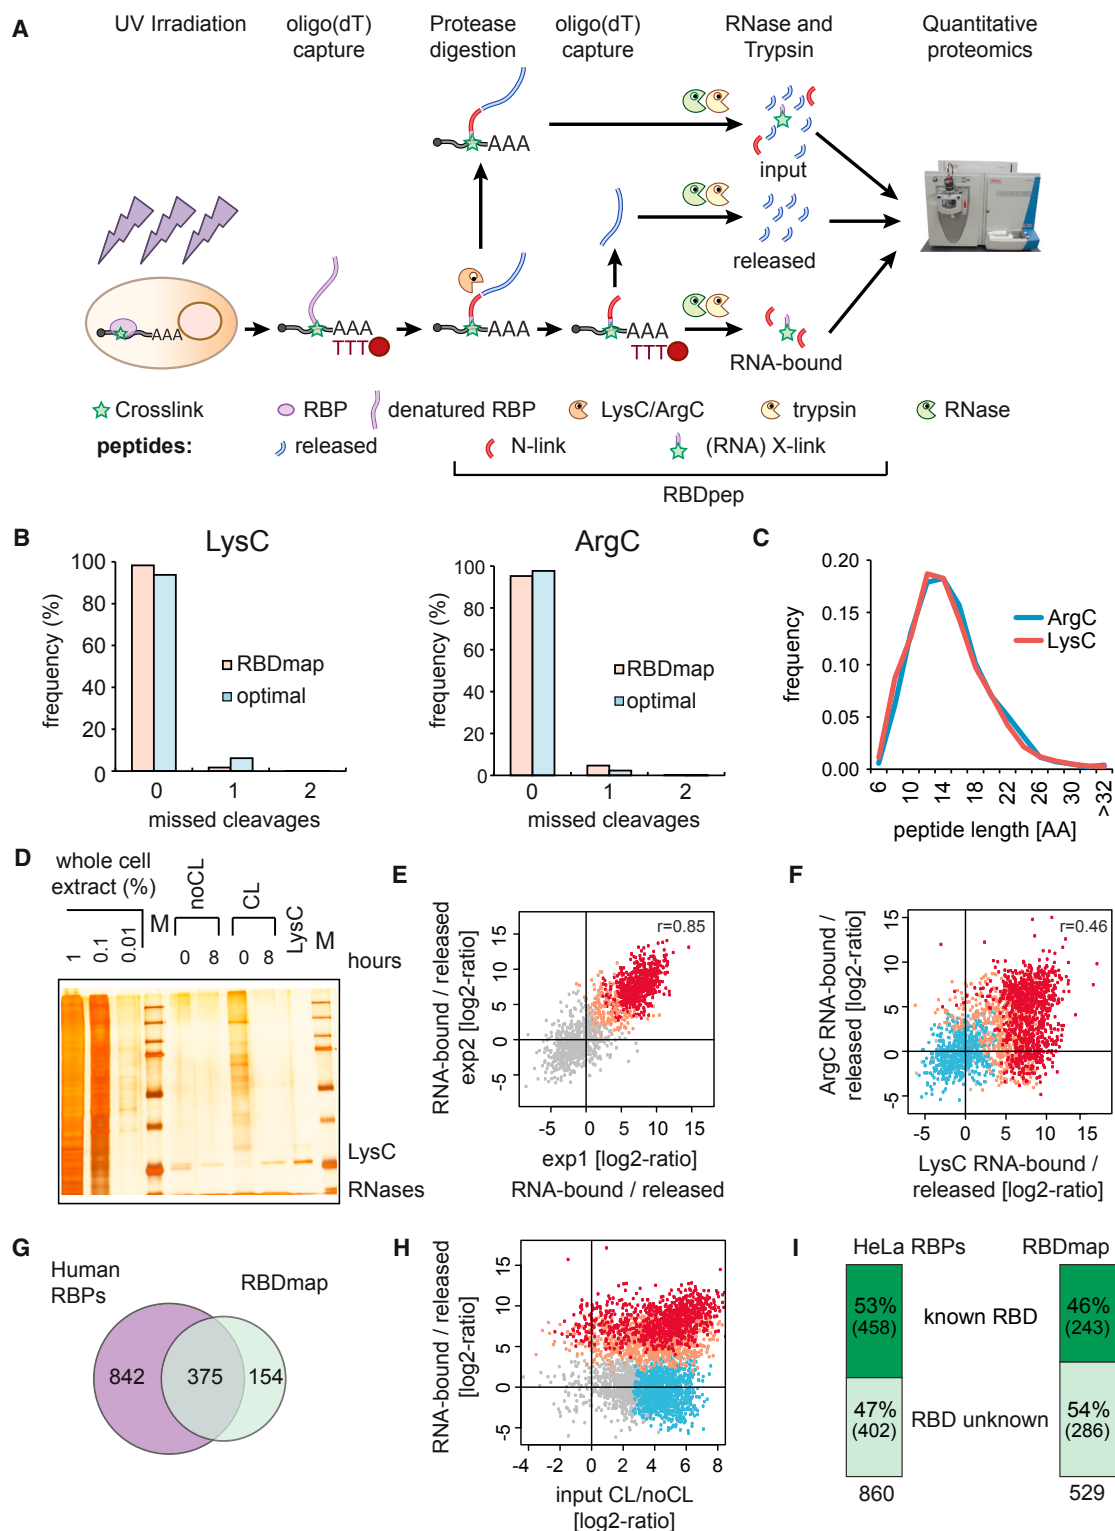 A
UV Irradiation
oligo(dT)
capture
Protease
digestion
oligo(dT)
capture
RNase and
Trypsin
Quantitative
proteomics
AAA
input
released
AAA
AAA
TTT
AAA
AAA
TTT
RNA-bound
Crosslink
RBP
denatured RBP
LysC/ArgC
trypsin
RNase
peptides:
released
N-link
(RNA) X-link
RBDpep
B
LysC
frequency (%)
100
80
60
40
20
0
RBDmap
optimal
0 1 2
missed cleavages
ArgC
frequency (%)
100
80
60
40
20
0
RBDmap
optimal
0 1 2
missed cleavages
C
frequency
0.20
0.15
0.10
0.05
0.00
ArgC
LysC
6 10 14 18 22 26 30 >32
peptide length [AA]
D
whole cell
extract (%)
noCL
CL
1 0.1 0.01 M 0 8 0 8 LysC M
hours
LysC
RNases
E
RNA-bound / released
exp2 [log2-ratio]
r=0.85
15
10
5
0
-5
-5 0 5 10 15
exp1 [log2-ratio]
RNA-bound / released
F
ArgC RNA-bound /
released [log2-ratio]
r=0.46
15
10
5
0
-5
-5 0 5 10 15
LysC RNA-bound /
released [log2-ratio]
G
Human
RBPs
RBDmap
842 375 154
H
RNA-bound / released
[log2-ratio]
15
10
5
0
-5
-4 -2 0 2 4 6 8
input CL/noCL
[log2-ratio]
I
HeLa RBPs
RBDmap
53%
(458)
known RBD
46%
(243)
47%
(402)
RBD unknown
54%
(286)
860
529